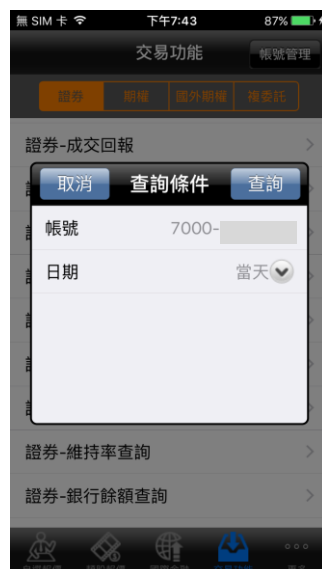 無 SIM 卡 下午7:43 87%
交易功能 帳號管理
證券 期權 國外期權 複委託
證券-成交回報
取消 查詢條件 查詢
帳號 7000-
日期 當天
證券-維持率查詢
證券-銀行餘額查詢